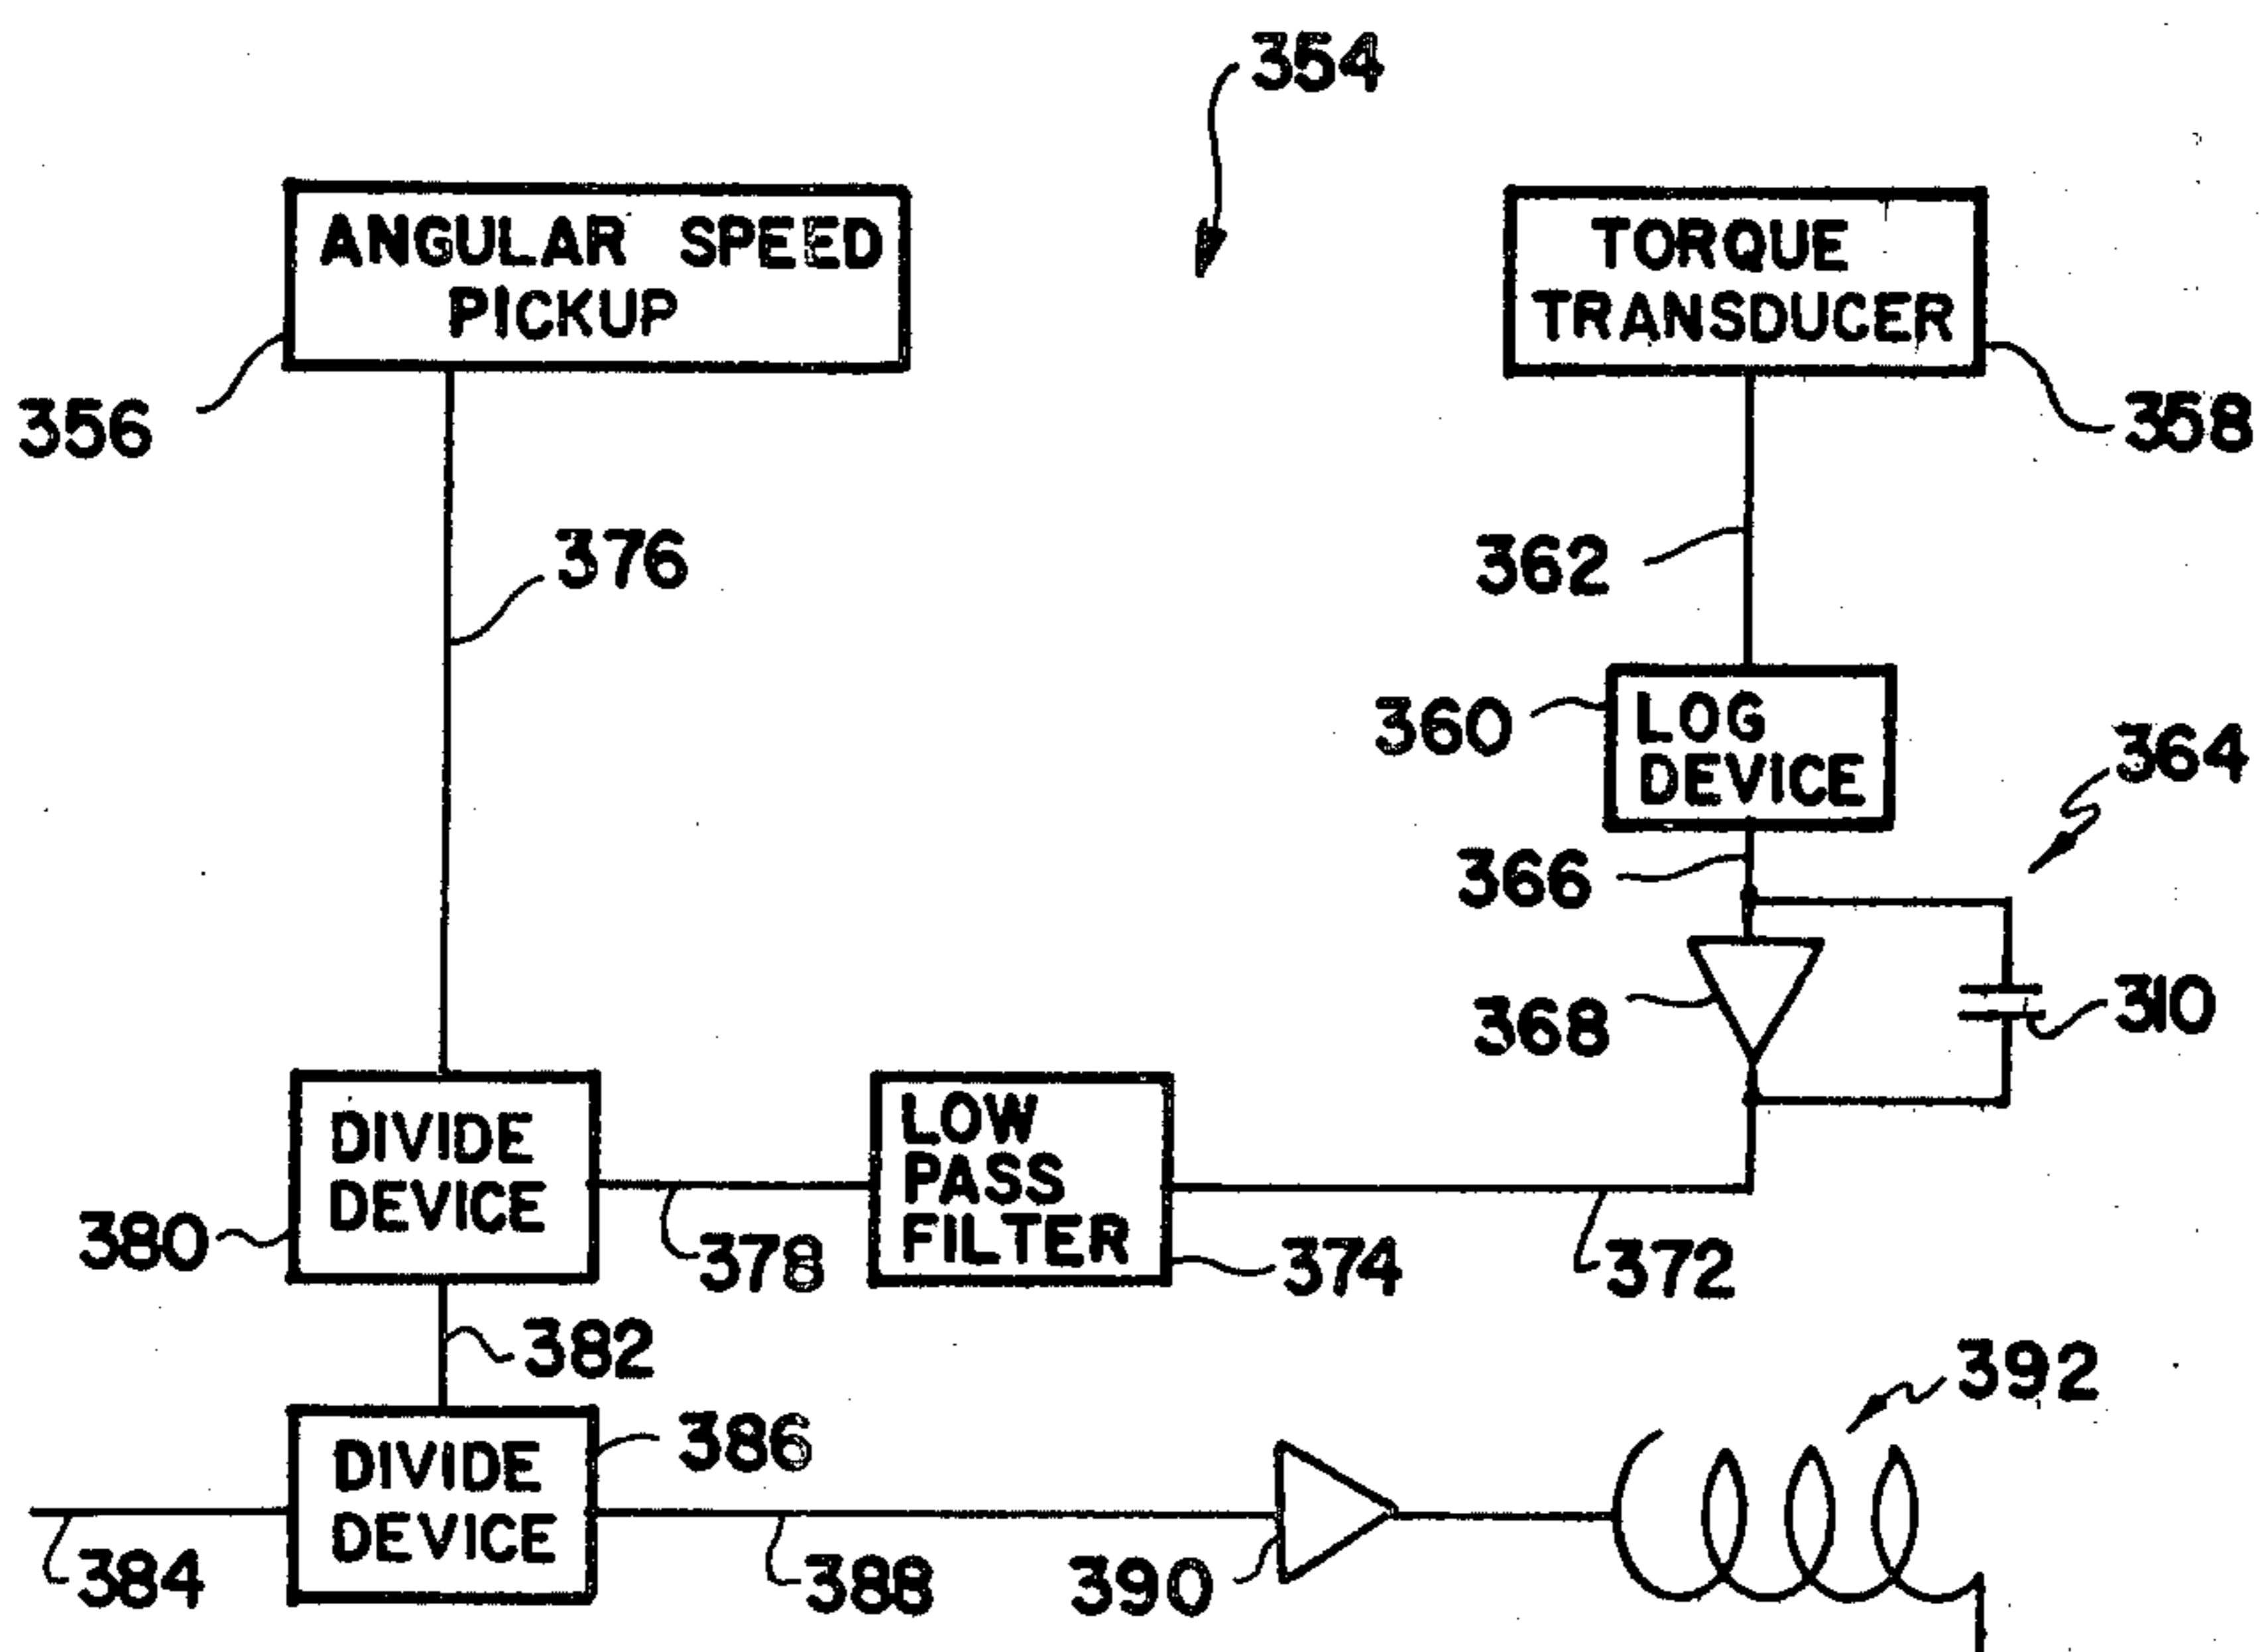 354
ANGULAR SPEED
PICKUP
TORQUE
TRANSDUCER
356
358
376
362
360
LOG
DEVICE
364
366
368
310
DIVIDE
DEVICE
LOW
PASS
FILTER
380
378
374
372
382
392
DIVIDE
DEVICE
386
384
388
390